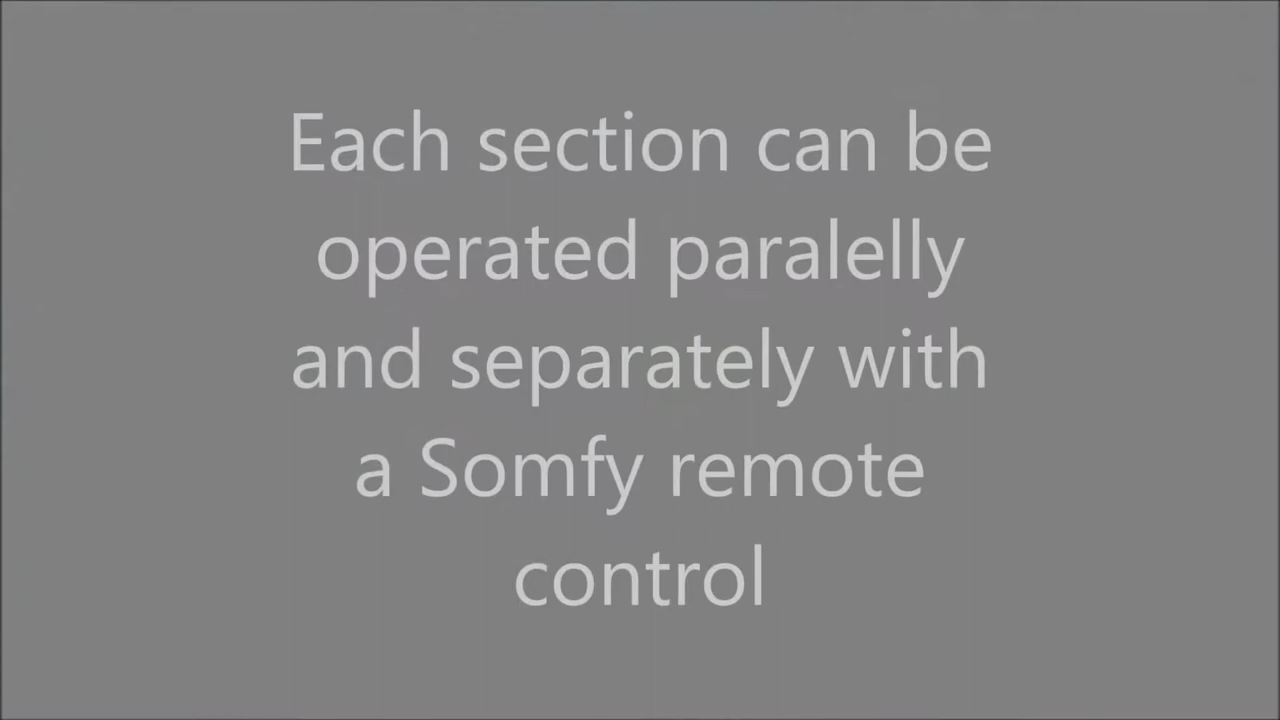 Each section can be
operated paralelly
and separately with
a Somfy remote
control